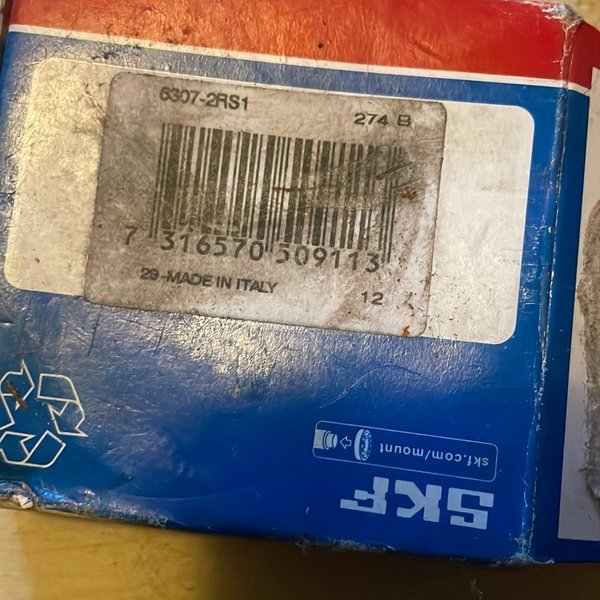 6307-2RS1 274 B
7 316570 509113
29-MADE IN ITALY 12
skf.com/mount
SKF